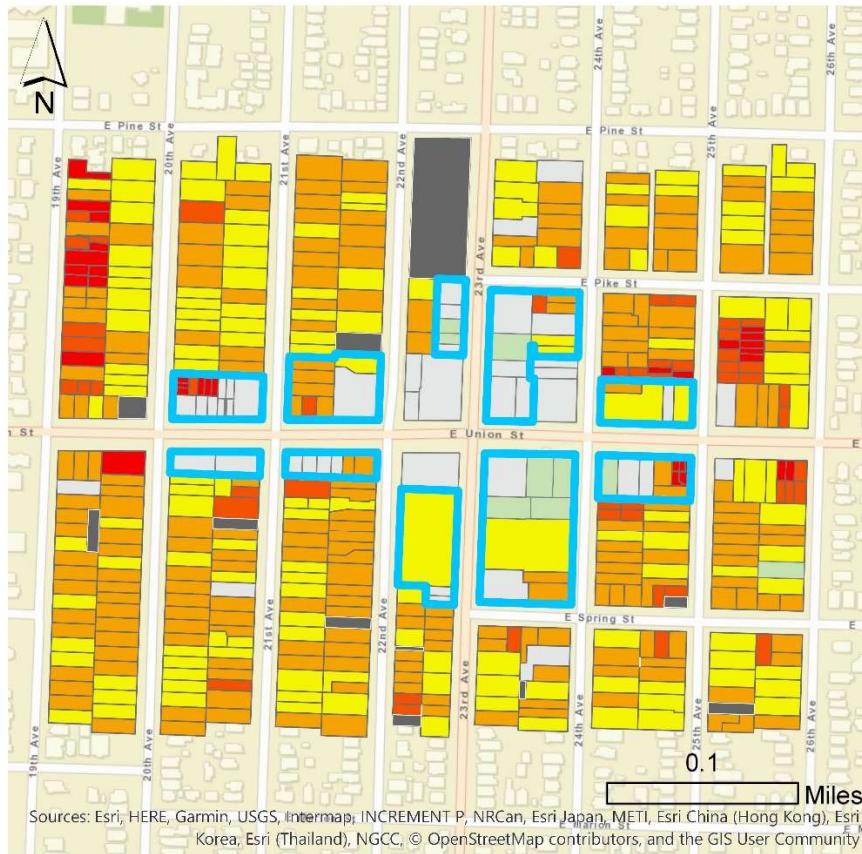 N
E Pine St
E Pine St
19th Ave
20th Ave
21st Ave
22nd Ave
23rd Ave
24th Ave
25th Ave
26th Ave
E Pike St
n St
E Union St
E Spring St
19th Ave
20th Ave
21st Ave
22nd Ave
23rd Ave
24th Ave
25th Ave
26th Ave
0.1
Miles
Sources: Esri, HERE, Garmin, USGS, Intermap, INCREMENT P, NRCan, Esri Japan, METI, Esri China (Hong Kong), Esri
Korea, Esri (Thailand), NGCC, © OpenStreetMap contributors, and the GIS User Community
E Marion St